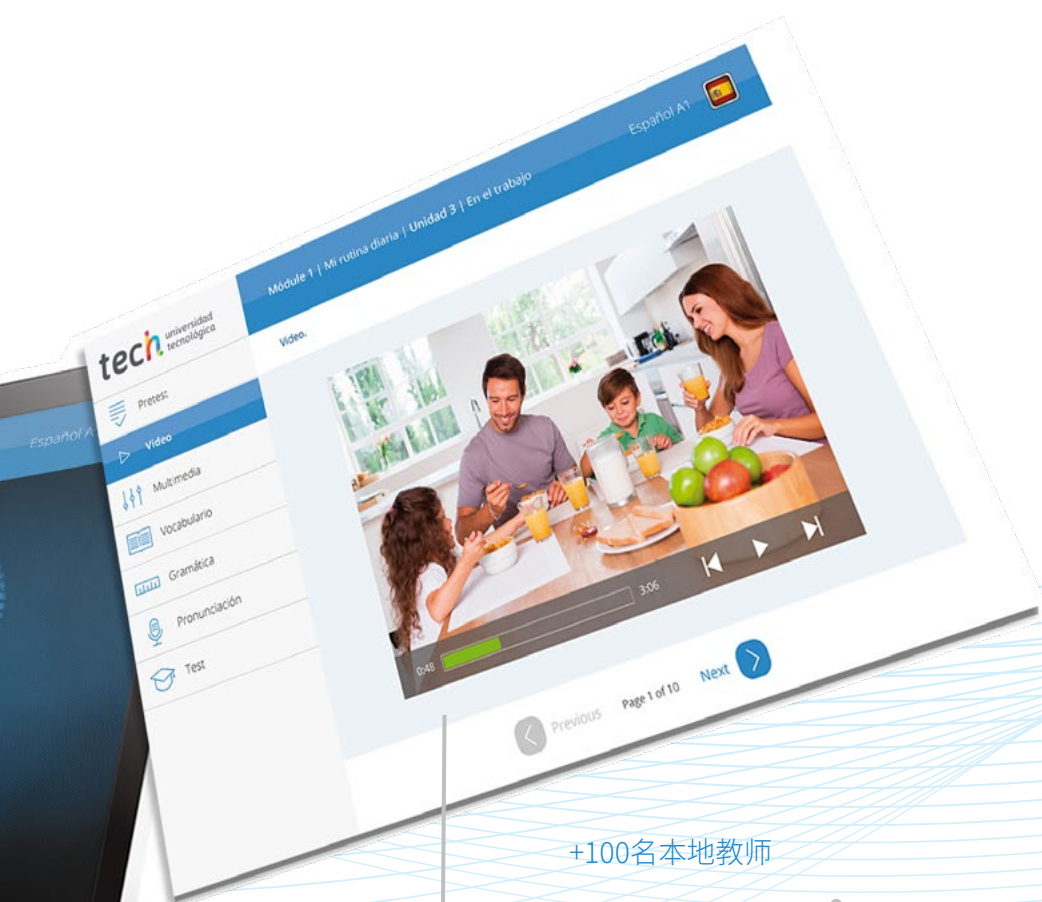 Español A1
Módule 1 | Mi rutina diaria | Unidad 3 | En el trabajo
tech universidad
tecnológica
Video.
Pretest
Video
Multimedia
Vocabulario
Gramática
Pronunciación
Test
Español A
0:48
3:06
Previous
Page 1 of 10
Next
+100名本地教师